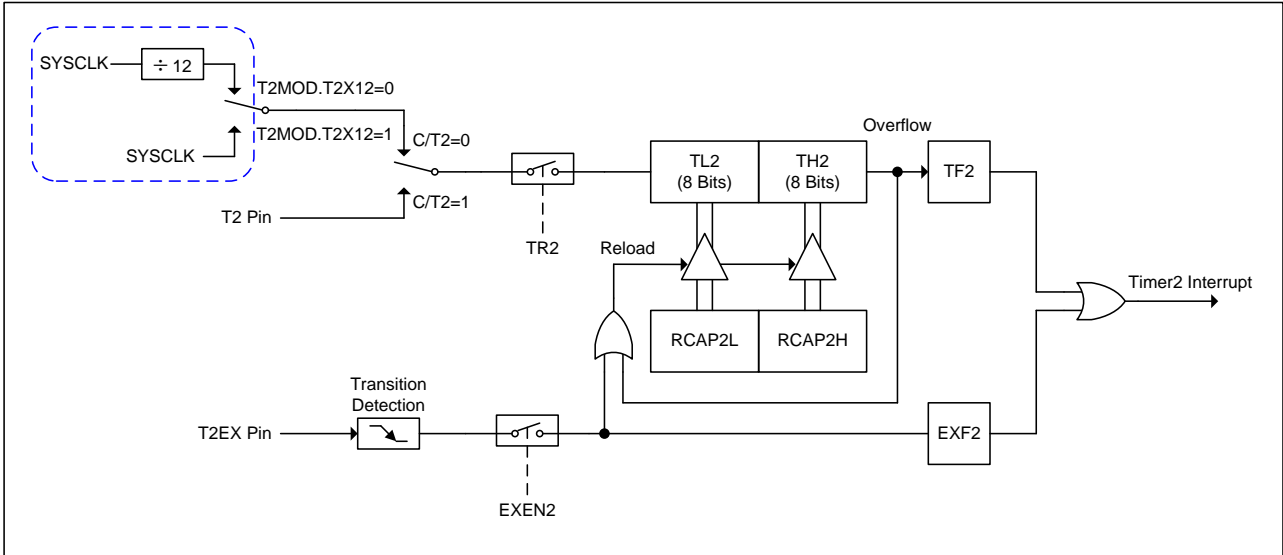 SYSCLK
÷ 12
T2MOD.T2X12=0
T2MOD.T2X12=1
SYSCLK
C/T2=0
C/T2=1
T2 Pin
TR2
TL2
(8 Bits)
TH2
(8 Bits)
Overflow
TF2
Reload
RCAP2L
RCAP2H
Timer2 Interrupt
Transition
Detection
T2EX Pin
EXEN2
EXF2